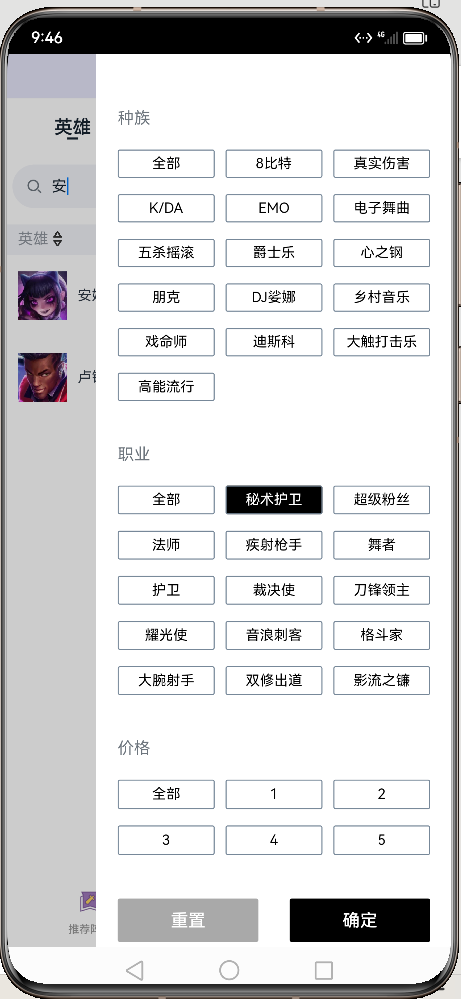 9:46
4G
英雄
安
英雄
安
卢
推荐
种族
全部 8比特 真实伤害
K/DA EMO 电子舞曲
五杀摇滚 爵士乐 心之钢
朋克 DJ娑娜 乡村音乐
戏命师 迪斯科 大触打击乐
高能流行
职业
全部 秘术护卫 超级粉丝
法师 疾射枪手 舞者
护卫 裁决使 刀锋领主
耀光使 音浪刺客 格斗家
大腕射手 双修出道 影流之镰
价格
全部 1 2
3 4 5
重置 确定